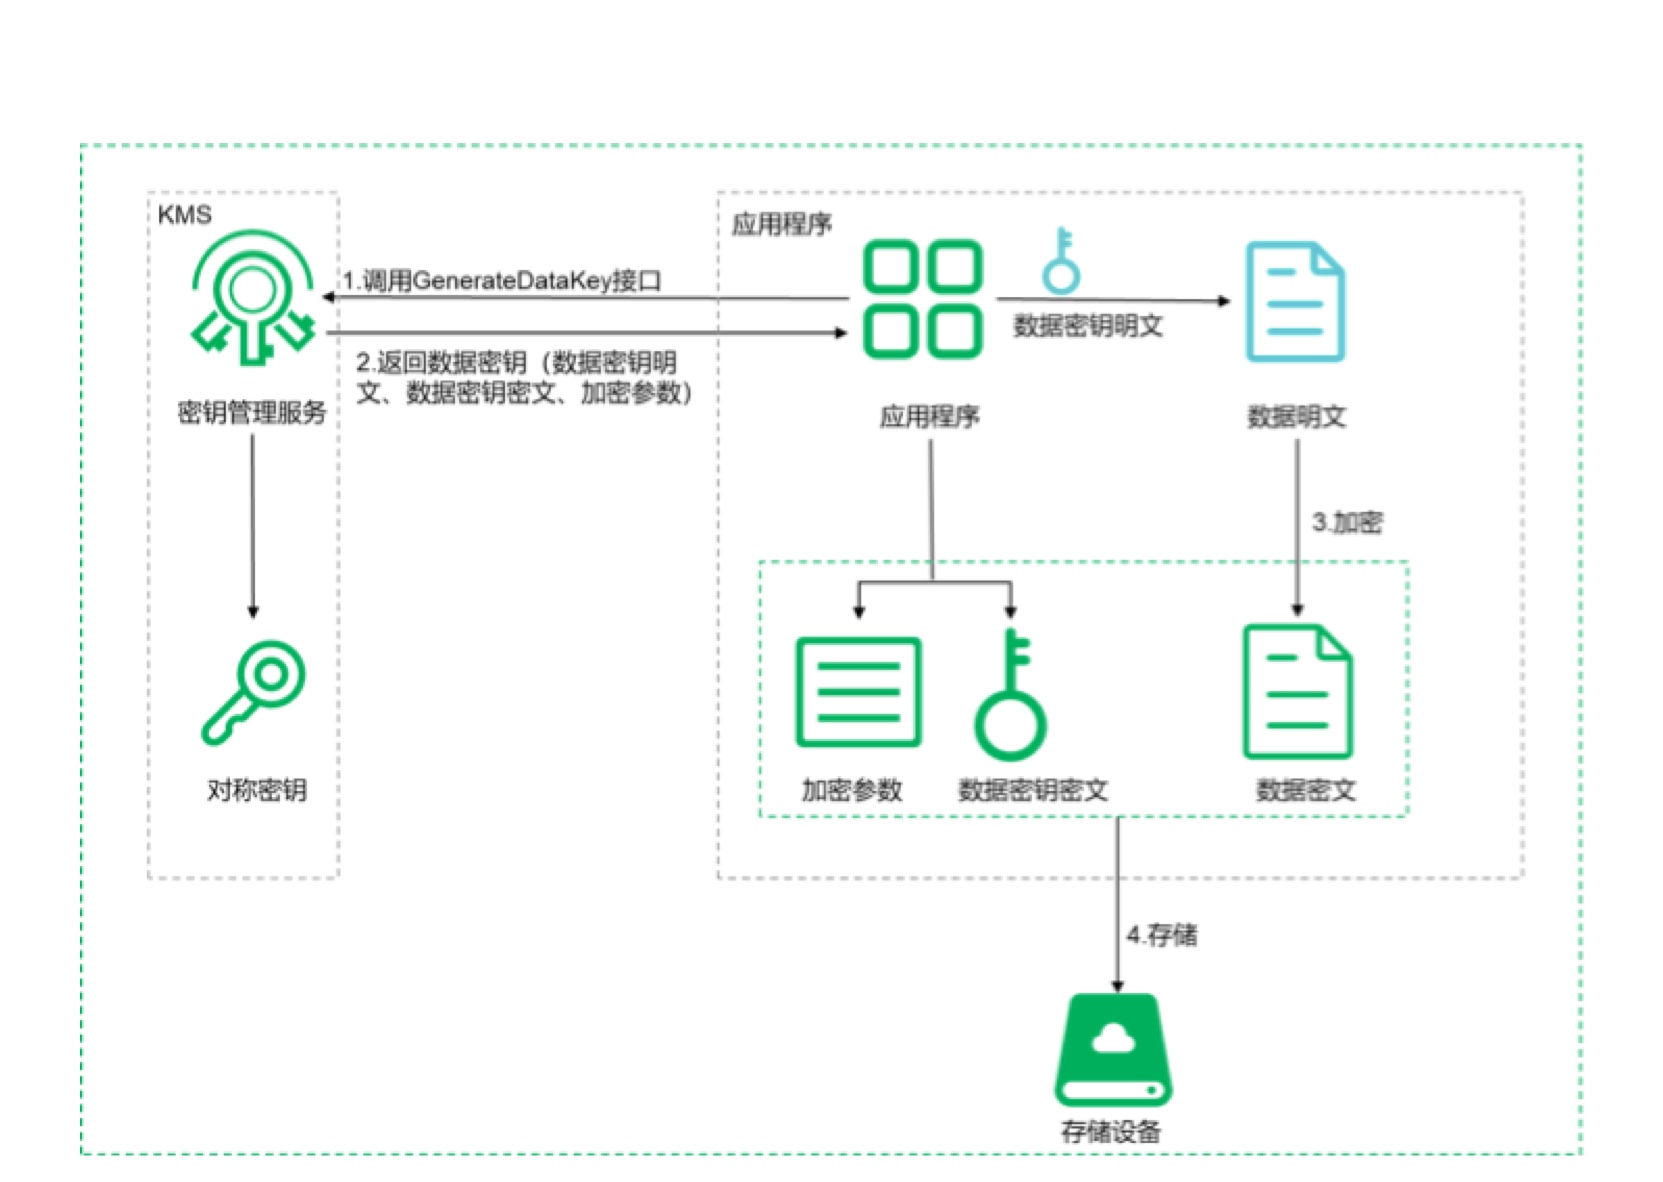 KMS
应用程序
1.调用GenerateDataKey接口
数据密钥明文
2.返回数据密钥（数据密钥明
文、数据密钥密文、加密参数）
密钥管理服务
应用程序
数据明文
3.加密
对称密钥
加密参数
数据密钥密文
数据密文
4.存储
存储设备